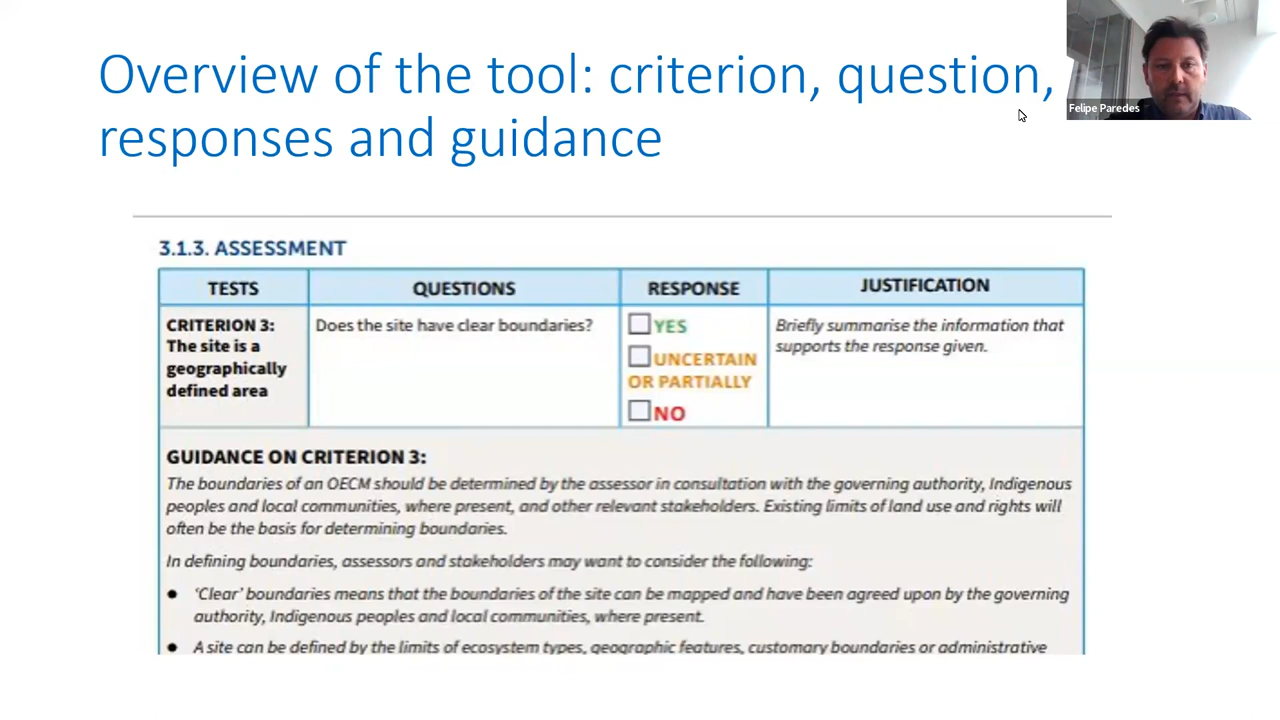 Overview of the tool: criterion, question,
responses and guidance
Felipe Paredes
3.1.3. ASSESSMENT
TESTS
QUESTIONS
RESPONSE
JUSTIFICATION
CRITERION 3:
The site is a
geographically
defined area
Does the site have clear boundaries?
YES
UNCERTAIN
OR PARTIALLY
NO
Briefly summarise the information that
supports the response given.
GUIDANCE ON CRITERION 3:
The boundaries of an OECM should be determined by the assessor in consultation with the governing authority, Indigenous
peoples and local communities, where present, and other relevant stakeholders. Existing limits of land use and rights will
often be the basis for determining boundaries.
In defining boundaries, assessors and stakeholders may want to consider the following:
● 'Clear' boundaries means that the boundaries of the site can be mapped and have been agreed upon by the governing
authority, Indigenous peoples and local communities, where present.
● A site can be defined by the limits of ecosystem types, geographic features, customary boundaries or administrative